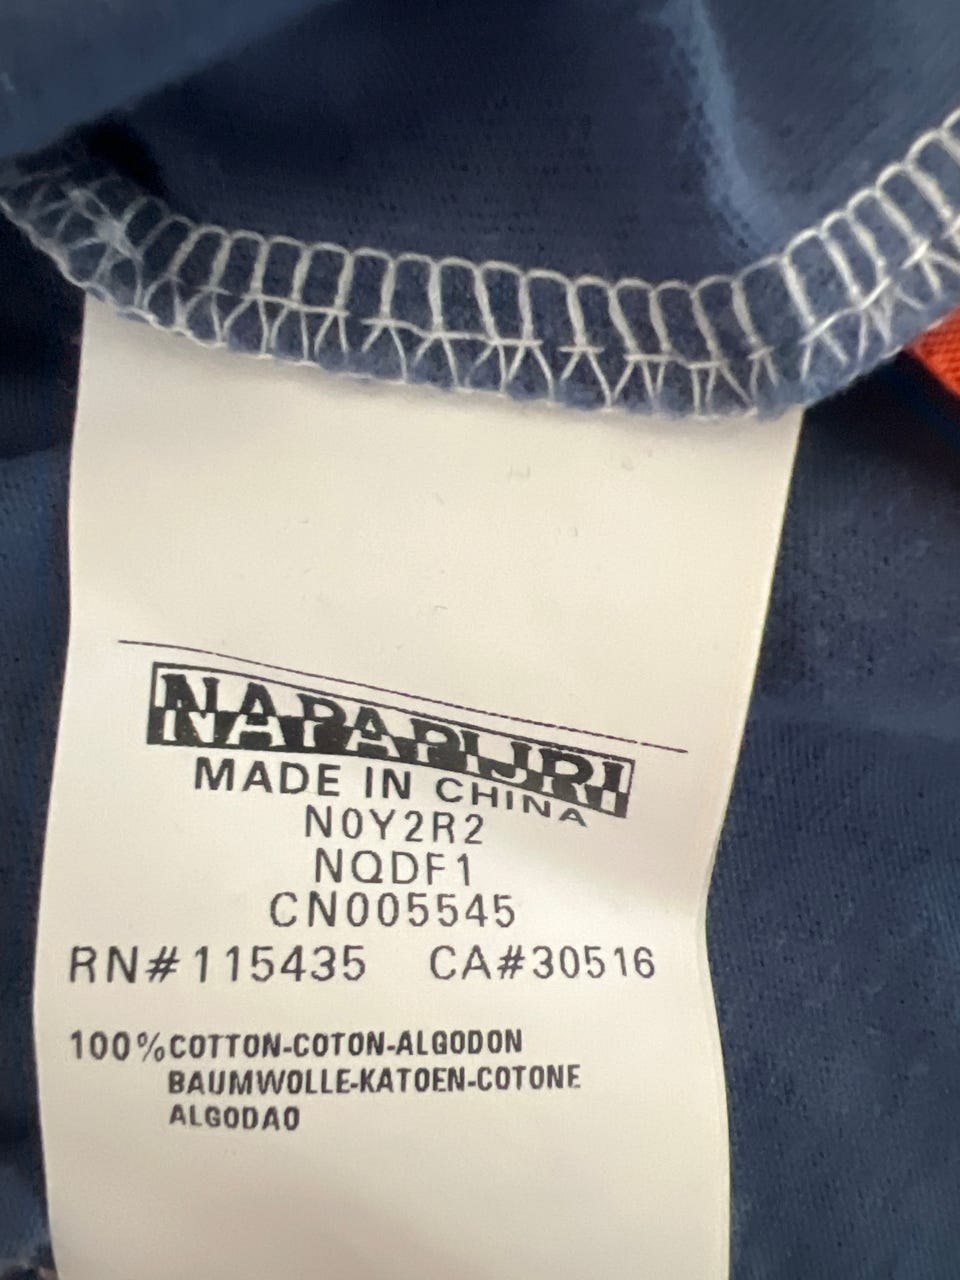 NAPAPIJRI
MADE IN CHINA
N0Y2R2
NQDF1
CN005545
RN#115435 CA#30516
100%COTTON-COTON-ALGODON
BAUMWOLLE-KATOEN-COTONE
ALGODAO